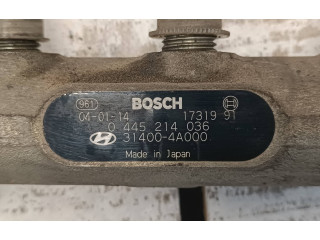 961 BOSCH
04-01-14 17319 91
0 445 214 036
31400-4A000
Made in Japan